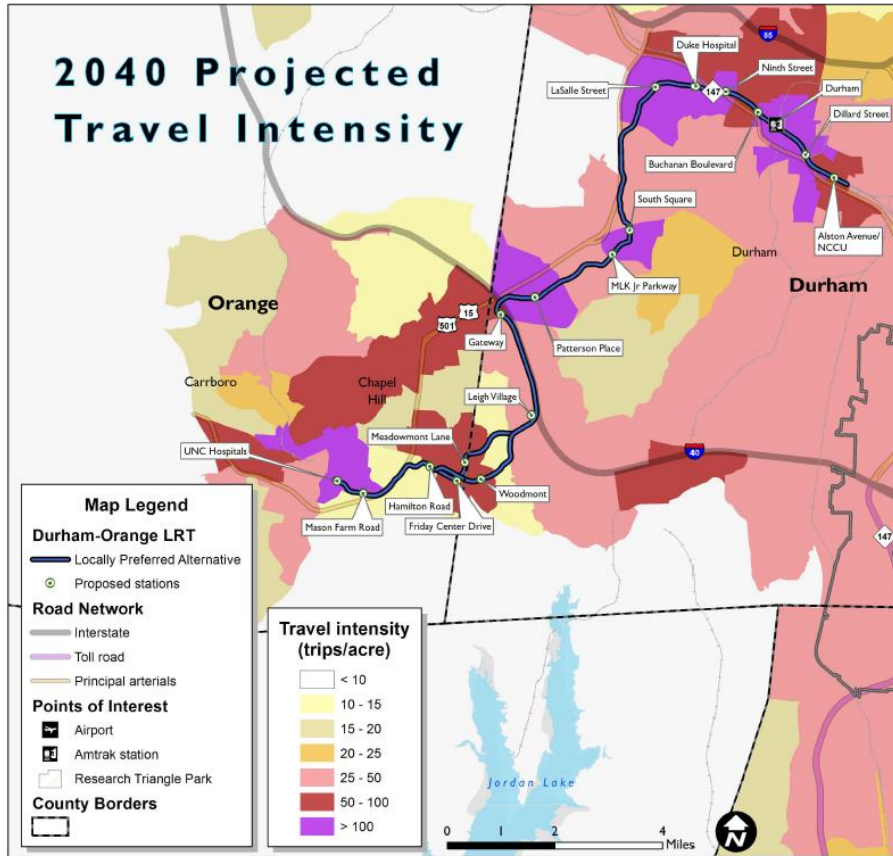 2040 Projected
Travel Intensity
85
Duke Hospital
Ninth Street
LaSalle Street
147
Durham
Dillard Street
Buchanan Boulevard
South Square
Alston Avenue/
NCCU
Durham
MLK Jr Parkway
Durham
Orange
15
501
Gateway
Patterson Place
Carrboro
Chapel
Hill
Leigh Village
Meadowmont Lane
UNC Hospitals
40
Woodmont
Hamilton Road
Mason Farm Road
Friday Center Drive
147
Map Legend
Durham-Orange LRT
Locally Preferred Alternative
Proposed stations
Road Network
Interstate
Toll road
Principal arterials
Points of Interest
Airport
Amtrak station
Research Triangle Park
County Borders
Travel intensity
(trips/acre)
< 10
10 - 15
15 - 20
20 - 25
25 - 50
50 - 100
> 100
Jordan Lake
0 1 2 4
Miles
N